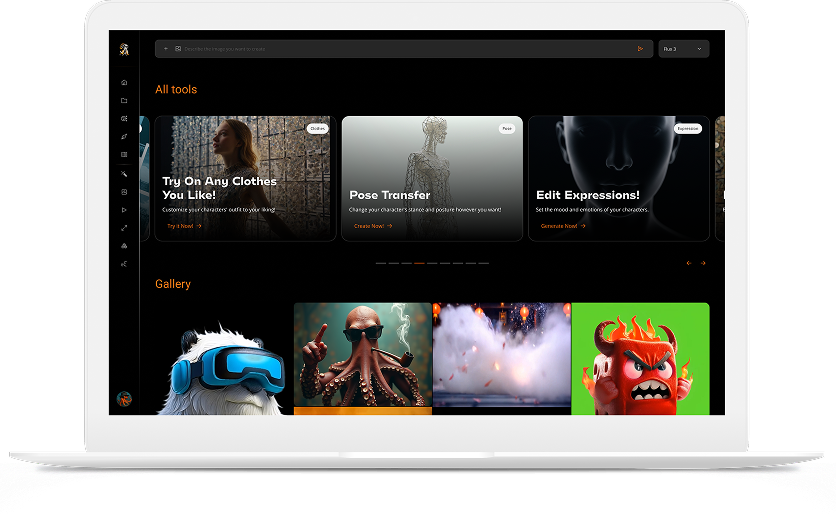 Describe the image you want to create
Flux 3
All tools
Clothes
Try On Any Clothes
You Like!
Customize your characters' outfit to your liking!
Try It Now!
Pose
Pose Transfer
Change your character's stance and posture however you want!
Create Now!
Expression
Edit Expressions!
Set the mood and emotions of your characters.
Generate Now!
Gallery